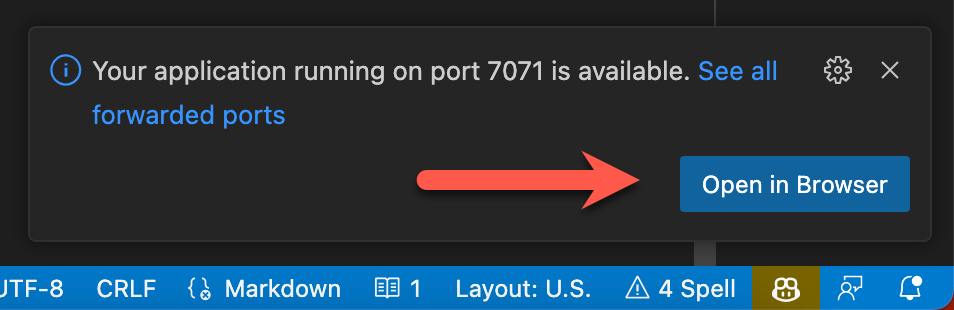 Your application running on port 7071 is available. See all
forwarded ports
Open in Browser
UTF-8 CRLF Markdown 1 Layout: U.S. 4 Spell